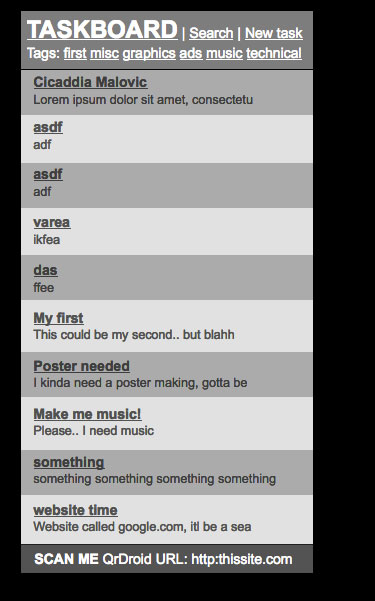 TASKBOARD | Search | New task
Tags: first misc graphics ads music technical
Cicaddia Malovic
Lorem ipsum dolor sit amet, consectetu
asdf
adf
asdf
adf
varea
ikfea
das
ffee
My first
This could be my second.. but blahh
Poster needed
I kinda need a poster making, gotta be
Make me music!
Please.. I need music
something
something something something something
website time
Website called google.com, itl be a sea
SCAN ME QrDroid URL: http:thissite.com